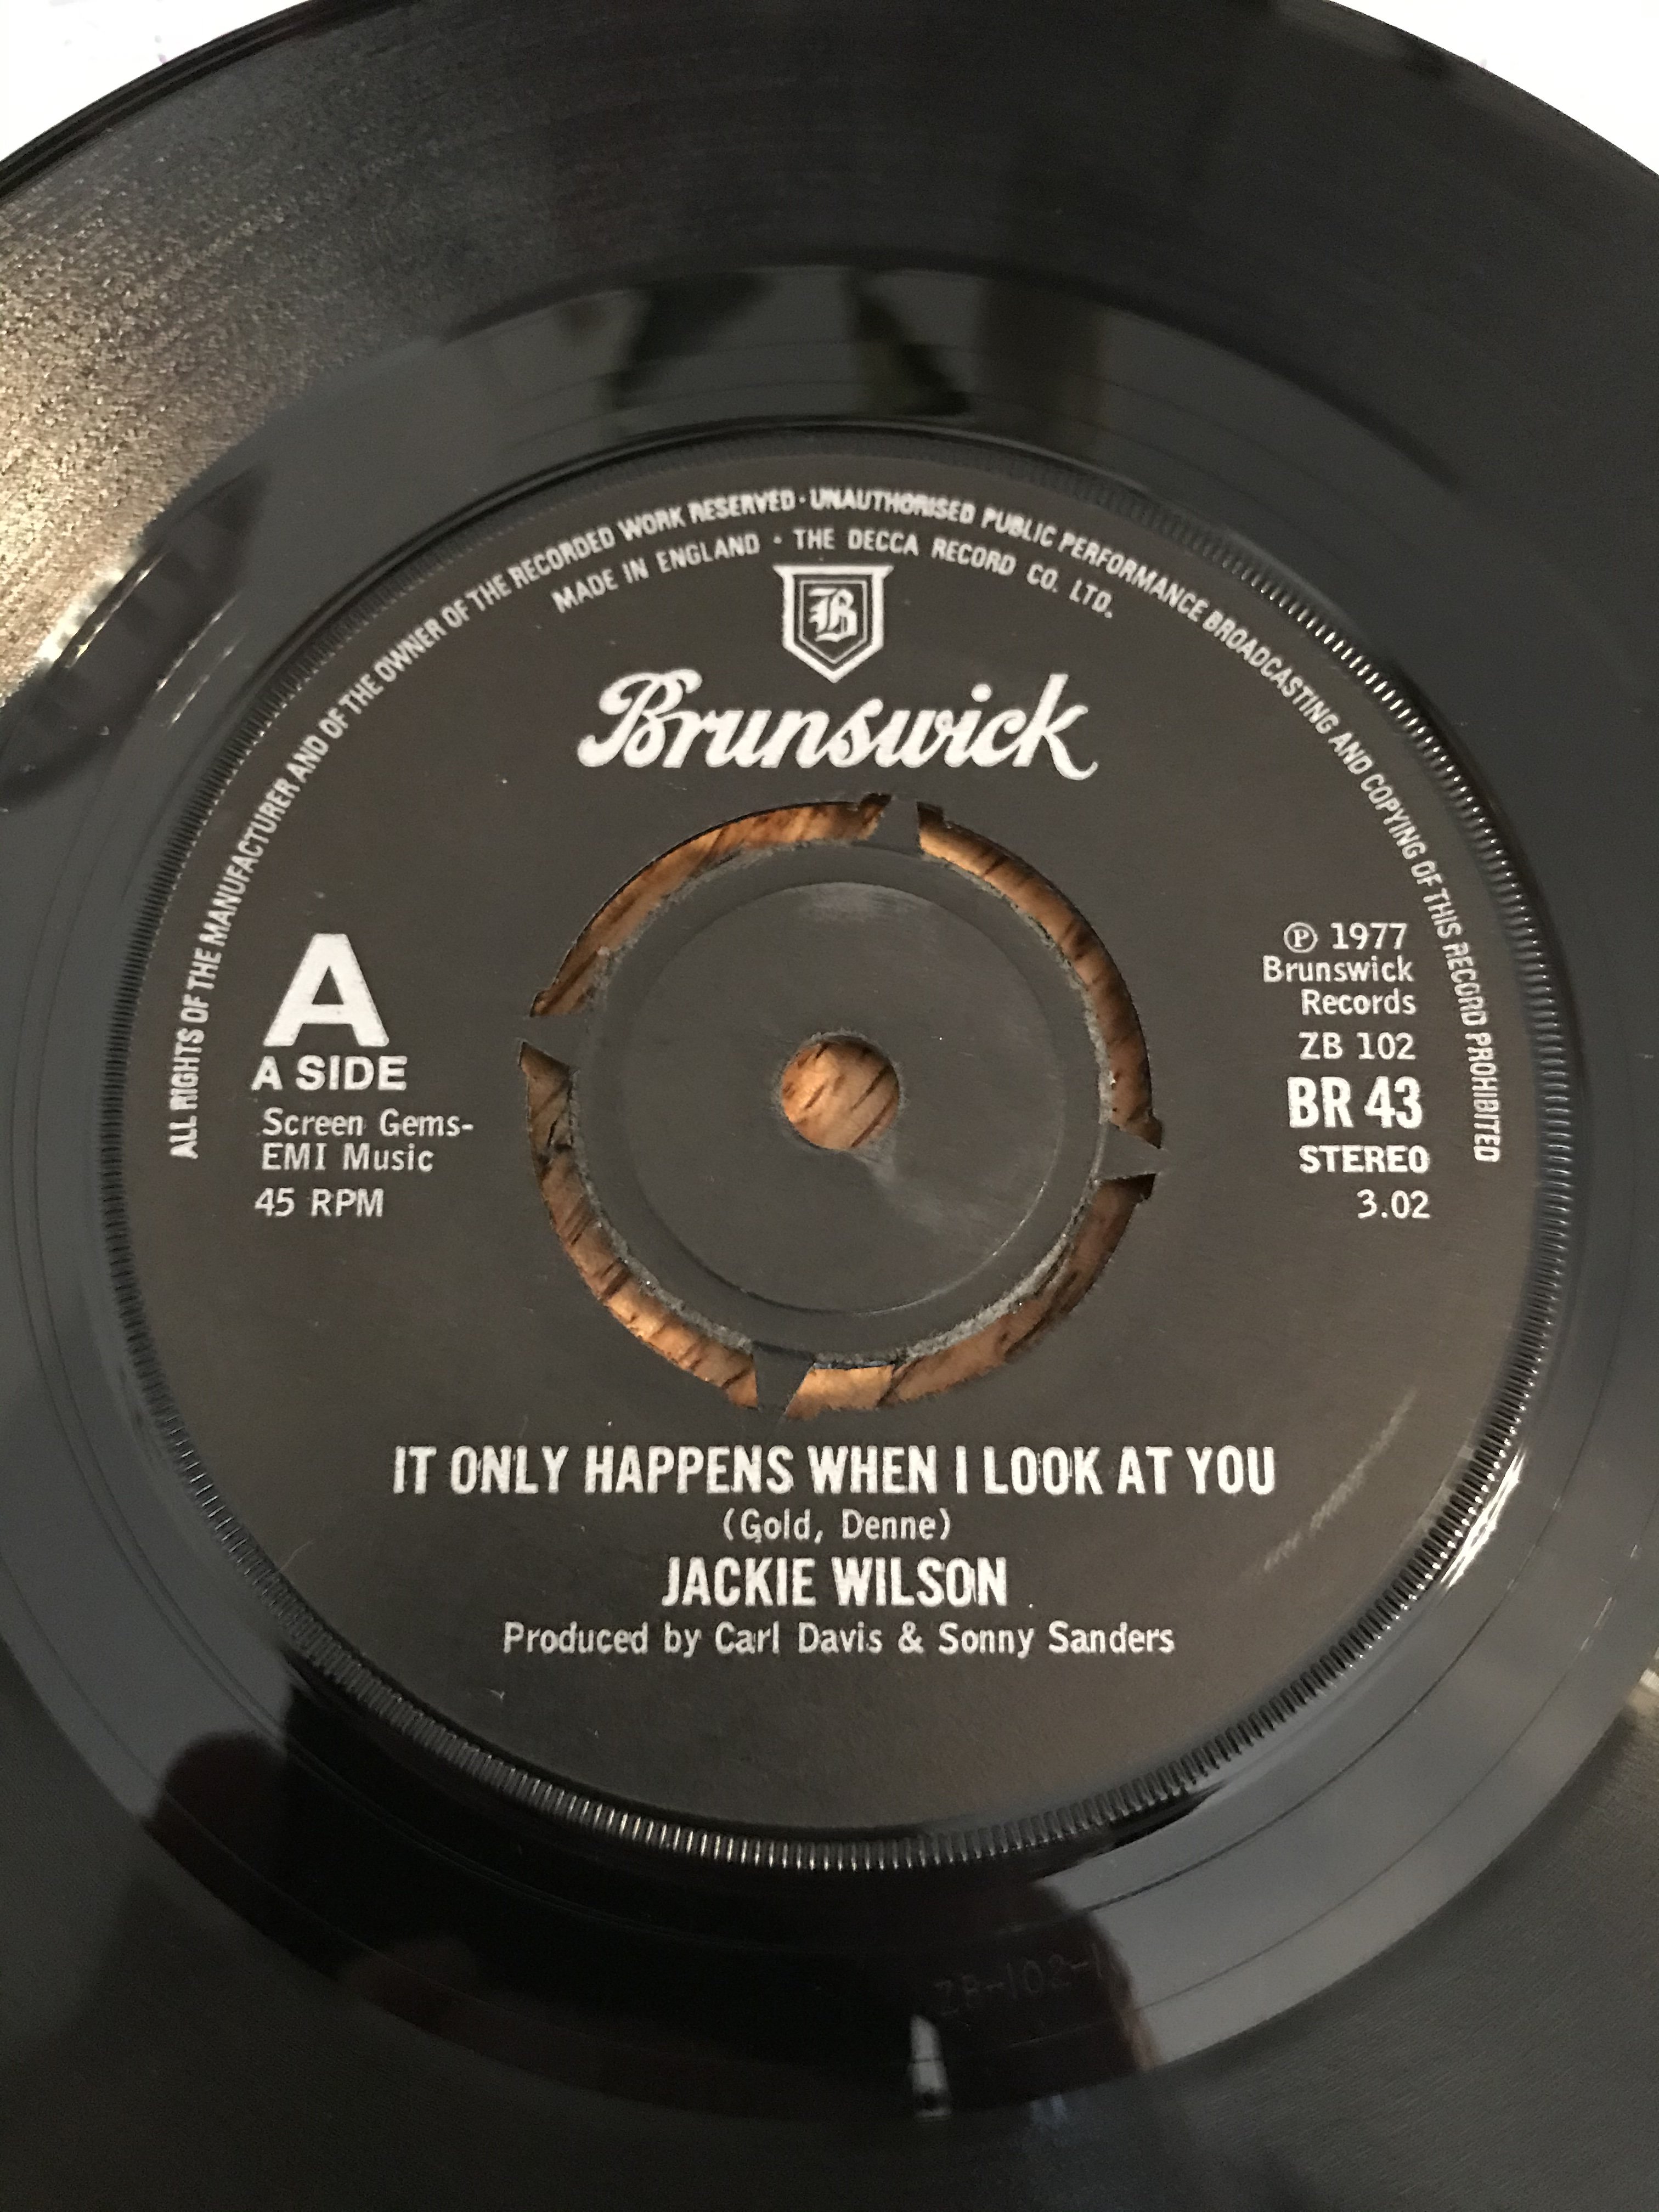 ALL RIGHTS OF THE MANUFACTURER AND OF THE OWNER OF THE RECORDED WORK RESERVED · UNAUTHORISED PUBLIC PERFORMANCE BROADCASTING AND COPYING OF THIS RECORD PROHIBITED
MADE IN ENGLAND · THE DECCA RECORD CO. LTD.
B
Brunswick
A
A SIDE
Screen Gems-
EMI Music
45 RPM
℗ 1977
Brunswick
Records
ZB 102
BR 43
STEREO
3.02
IT ONLY HAPPENS WHEN I LOOK AT YOU
(Gold, Denne)
JACKIE WILSON
Produced by Carl Davis & Sonny Sanders
ZB-102-1